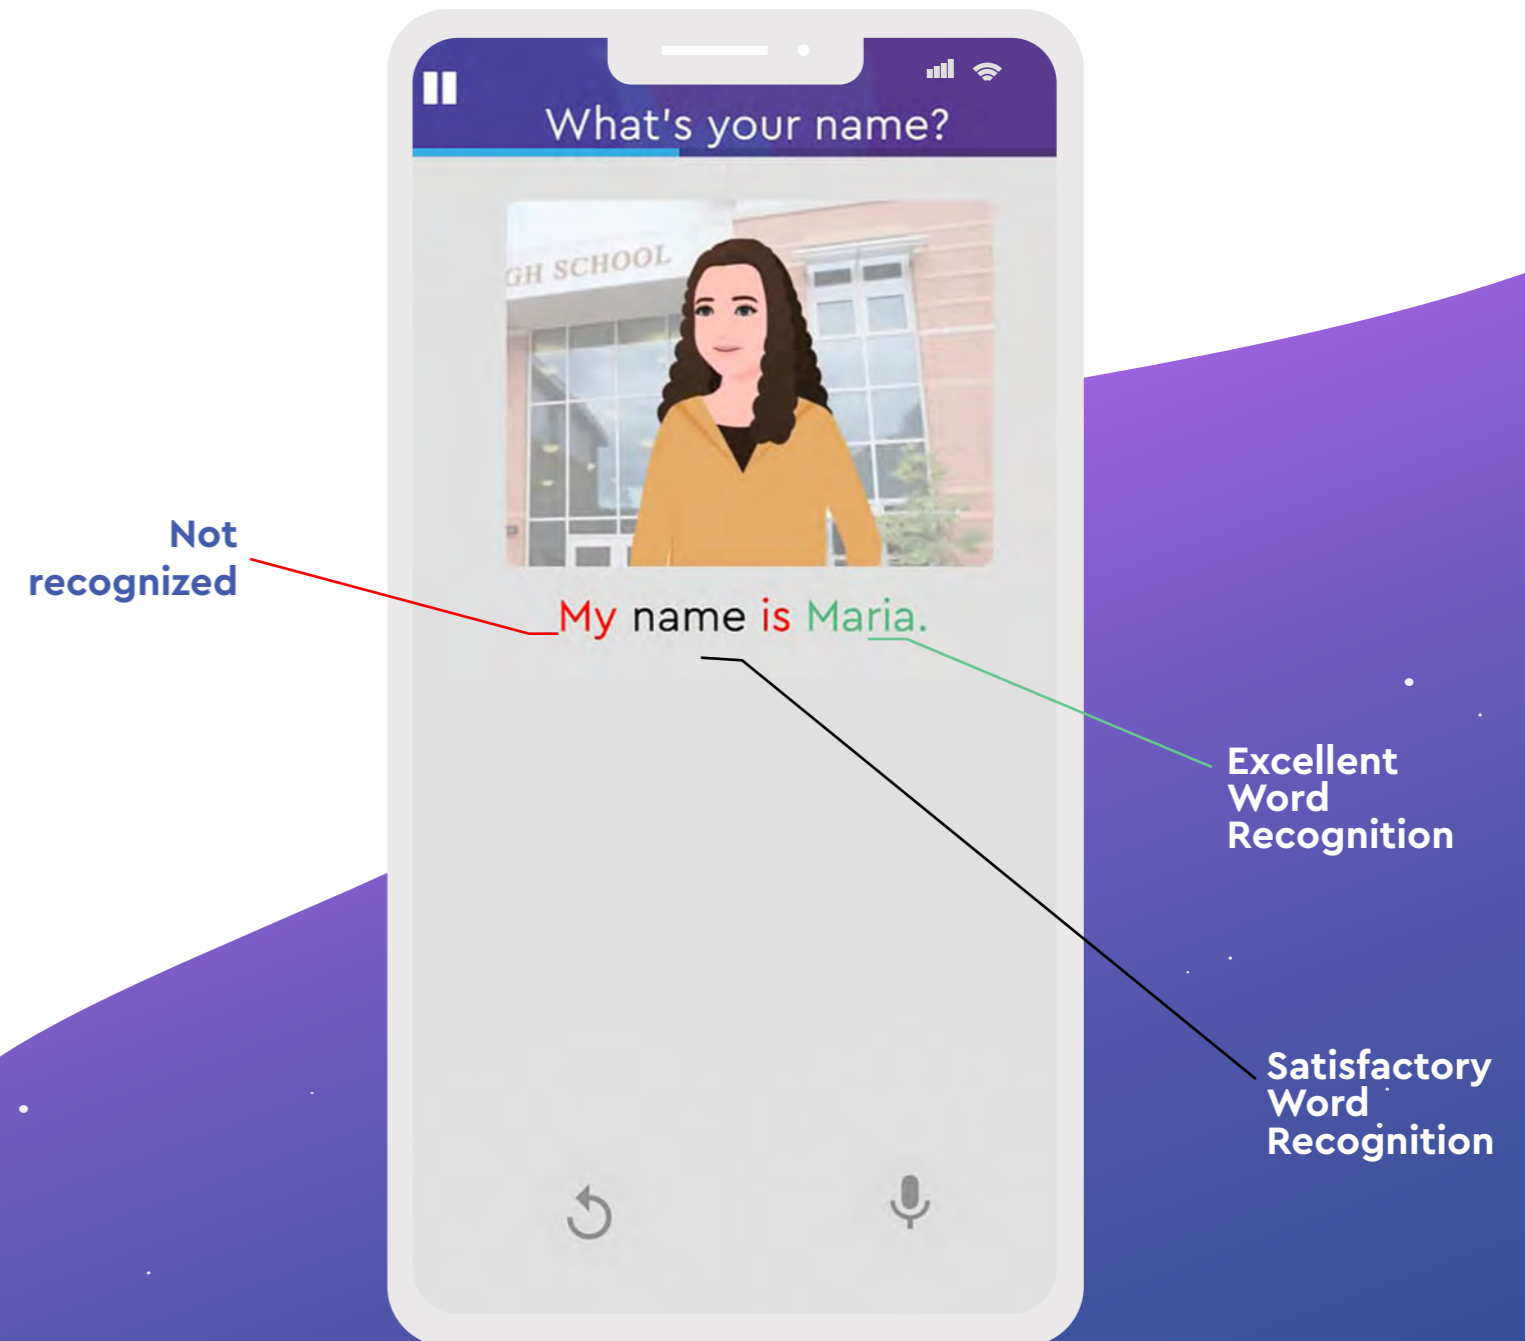 What's your name?
GH SCHOOL
Not
recognized
My name is Maria.
Excellent
Word
Recognition
Satisfactory
Word
Recognition